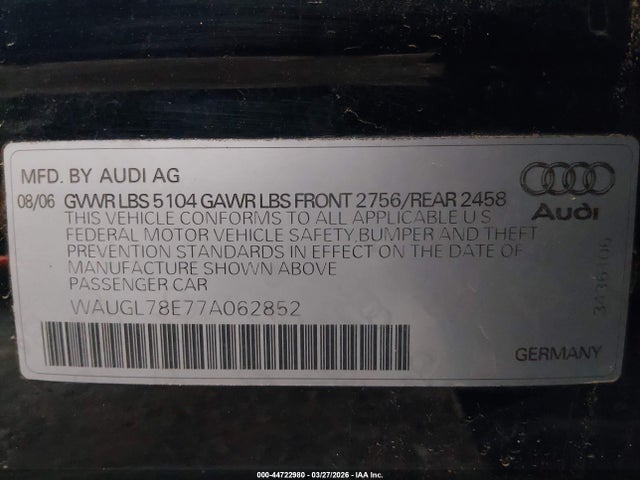 MFD. BY AUDI AG
08/06 GVWR LBS 5104 GAWR LBS FRONT 2756/REAR 2458
THIS VEHICLE CONFORMS TO ALL APPLICABLE U S
FEDERAL MOTOR VEHICLE SAFETY, BUMPER AND THEFT
PREVENTION STANDARDS IN EFFECT ON THE DATE OF
MANUFACTURE SHOWN ABOVE
PASSENGER CAR
WAUGL78E77A062852
Audi
3436106
GERMANY
000-44722980 — 03/27/2026 — IAA Inc.